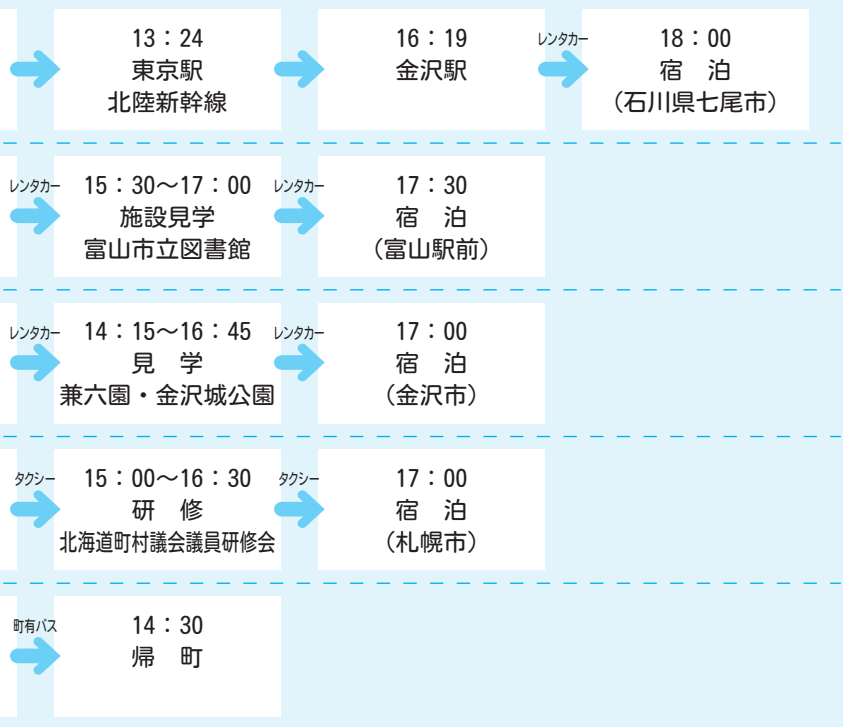 13：24
東京駅
北陸新幹線
16：19
金沢駅
レンタカー
18：00
宿　泊
（石川県七尾市）
レンタカー
15：30～17：00
施設見学
富山市立図書館
レンタカー
17：30
宿　泊
（富山駅前）
レンタカー
14：15～16：45
見　学
兼六園・金沢城公園
レンタカー
17：00
宿　泊
（金沢市）
タクシー
15：00～16：30
研　修
北海道町村議会議員研修会
タクシー
17：00
宿　泊
（札幌市）
町有バス
14：30
帰　町